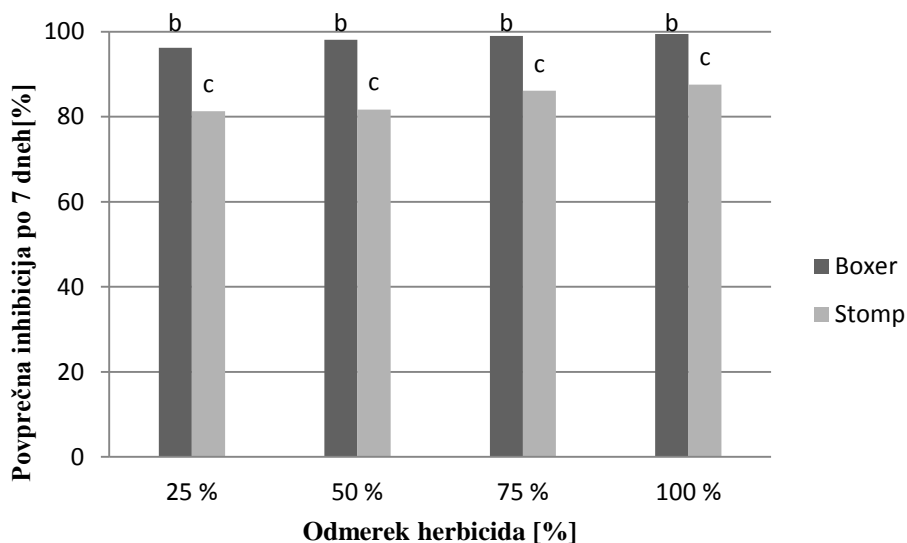 Povprečna inhibicija po 7 dneh[%]
100
80
60
40
20
0
b
c
b
c
b
c
b
c
25 %
50 %
75 %
100 %
Odmerek herbicida [%]
Boxer
Stomp